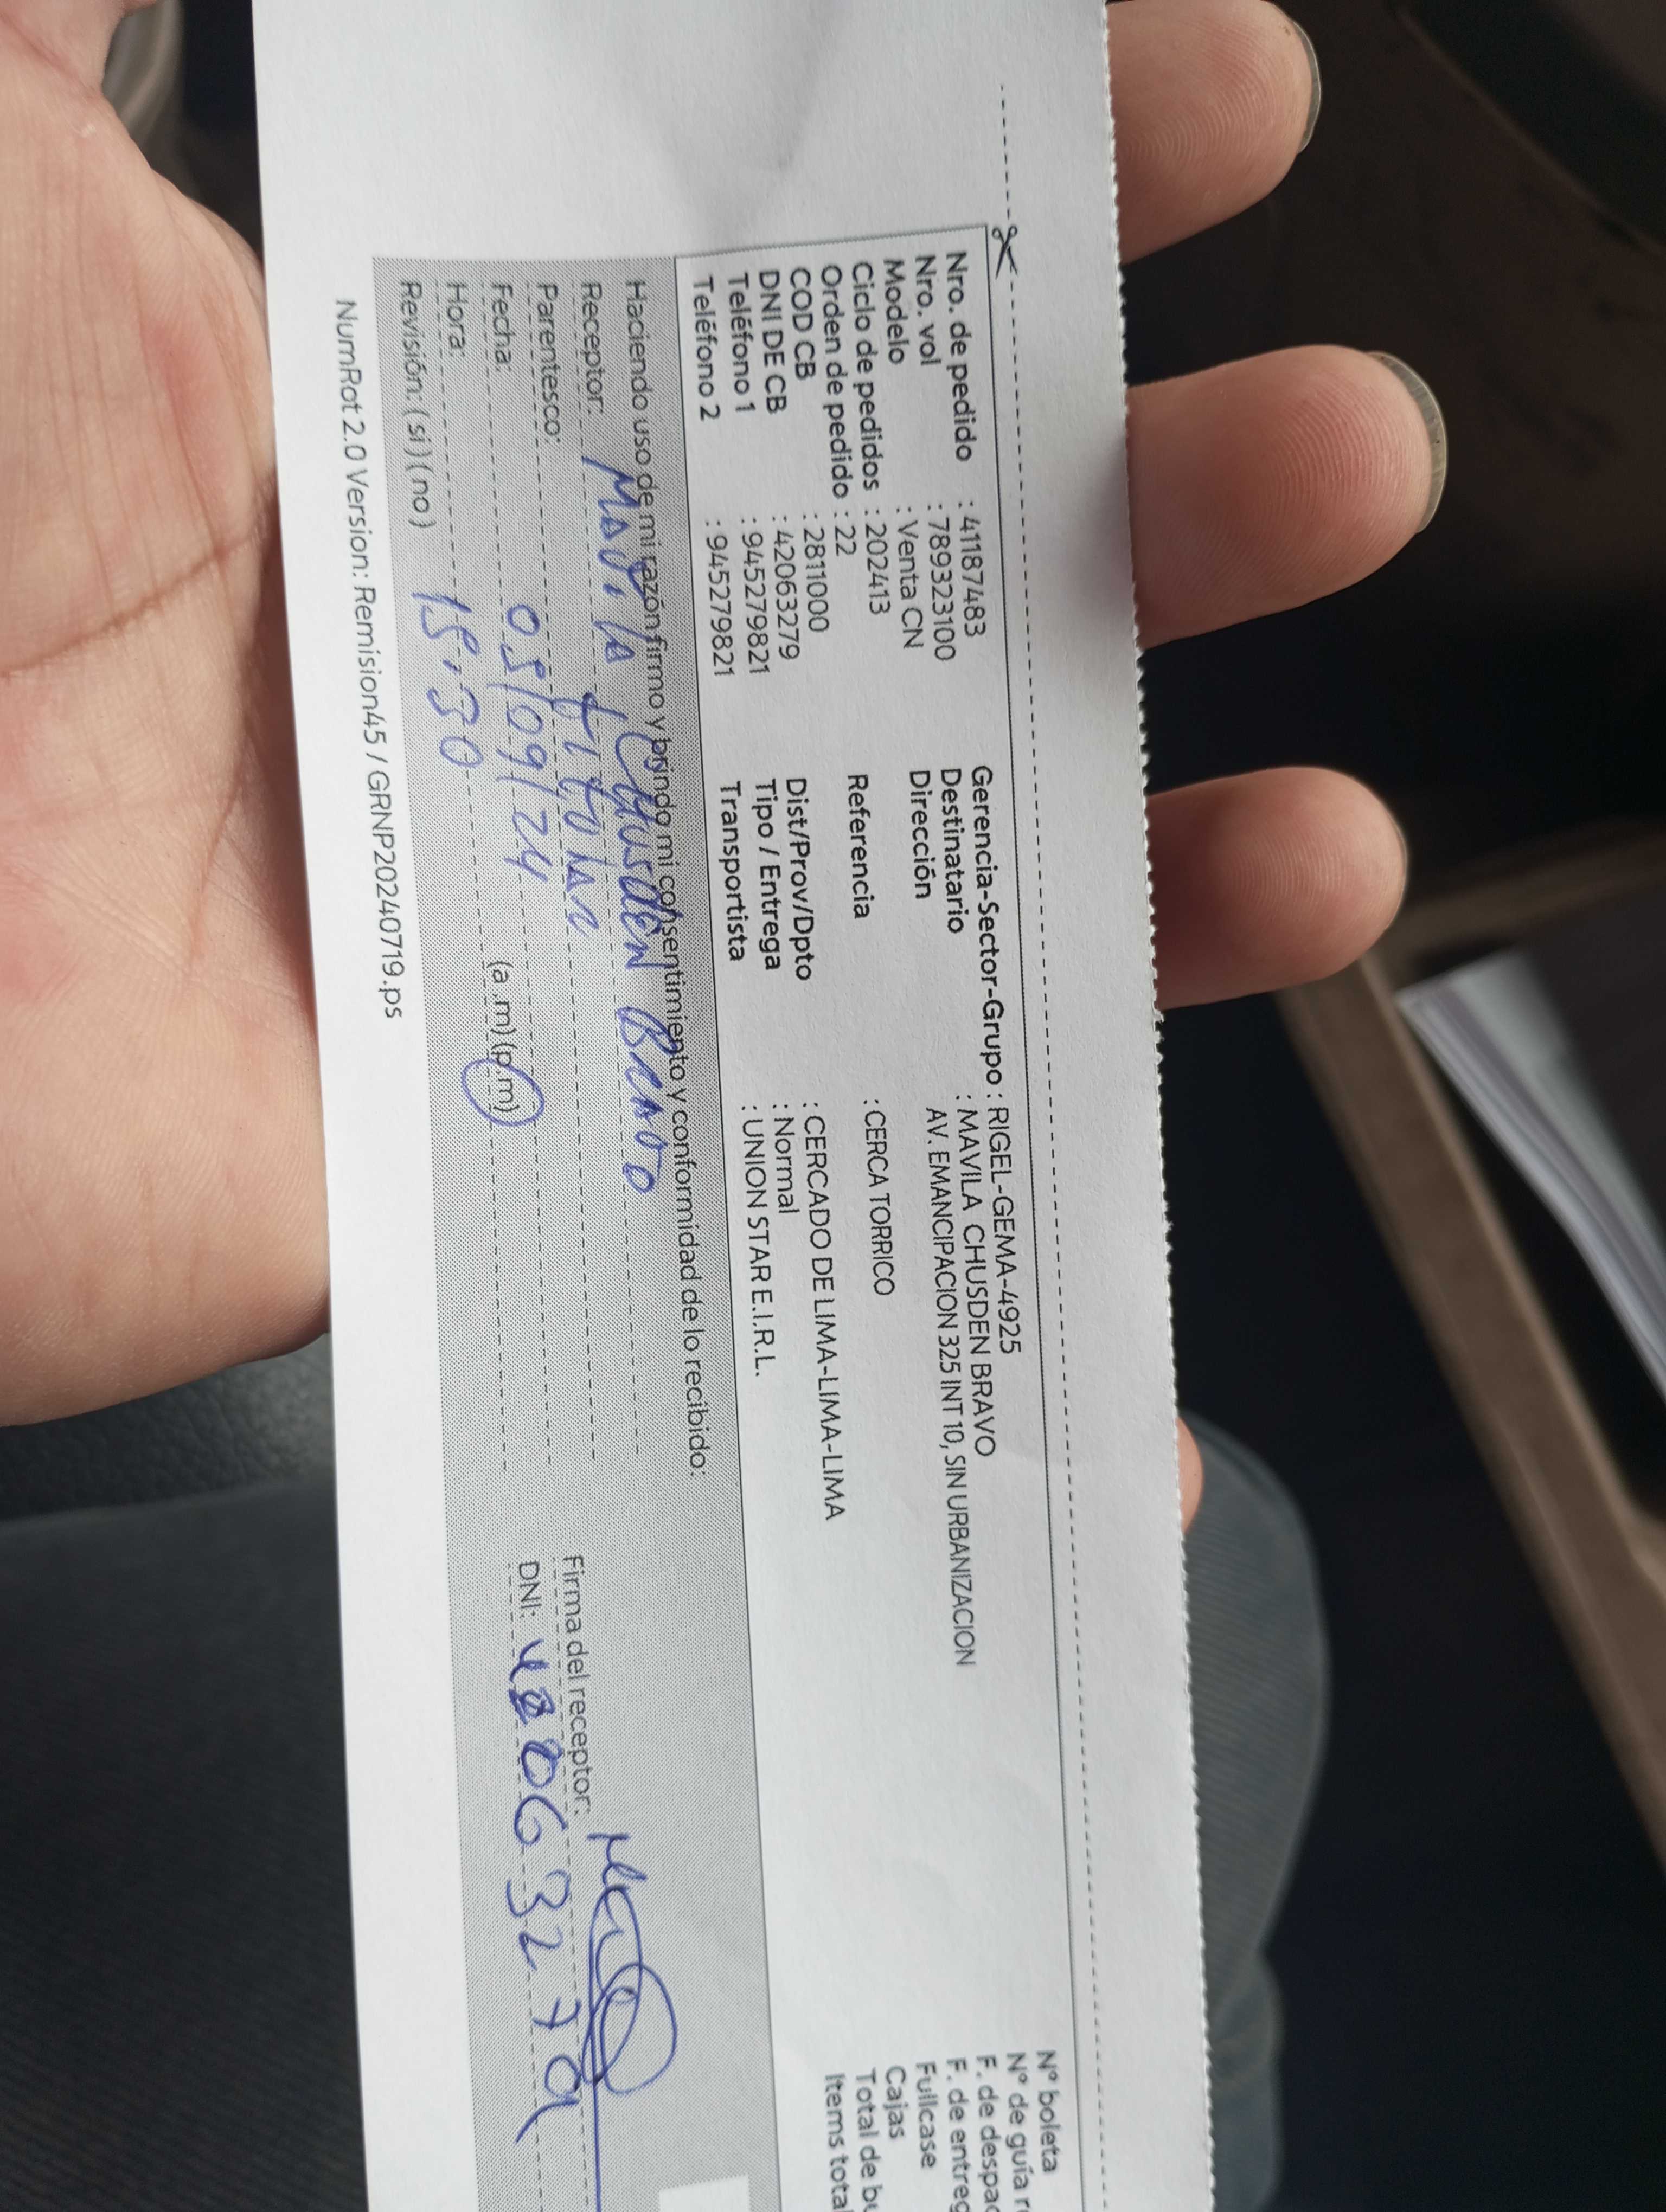 Nro. de pedido : 41187483
Nro. vol : 789323100
Modelo : Venta CN
Ciclo de pedidos : 202413
Orden de pedido : 22
COD CB : 2811000
DNI DE CB : 42063279
Teléfono 1 : 945279821
Teléfono 2 : 945279821
Gerencia-Sector-Grupo : RIGEL-GEMA-4925
Destinatario : MAVILA CHUSDEN BRAVO
Dirección AV. EMANCIPACION 325 INT 10, SIN URBANIZACION
Referencia : CERCA TORRICO
Dist/Prov/Dpto : CERCADO DE LIMA-LIMA-LIMA
Tipo / Entrega : Normal
Transportista : UNION STAR E.I.R.L.
N° boleta
N° de guía
F. de despac
F. de entreg
Fullcase
Cajas
Total de bu
Items total
Haciendo uso de mi razón firmo y brindo mi consentimiento y conformidad de lo recibido:
Receptor: Mavila Chusden Bravo
Parentesco: titular
Fecha: 05/09/24
Hora: 15:30 (a.m) (p.m)
Revisión: (si) (no)
Firma del receptor:
DNI: 42063279
NumRot 2.0 Version: Remision45 / GRNP20240719.ps